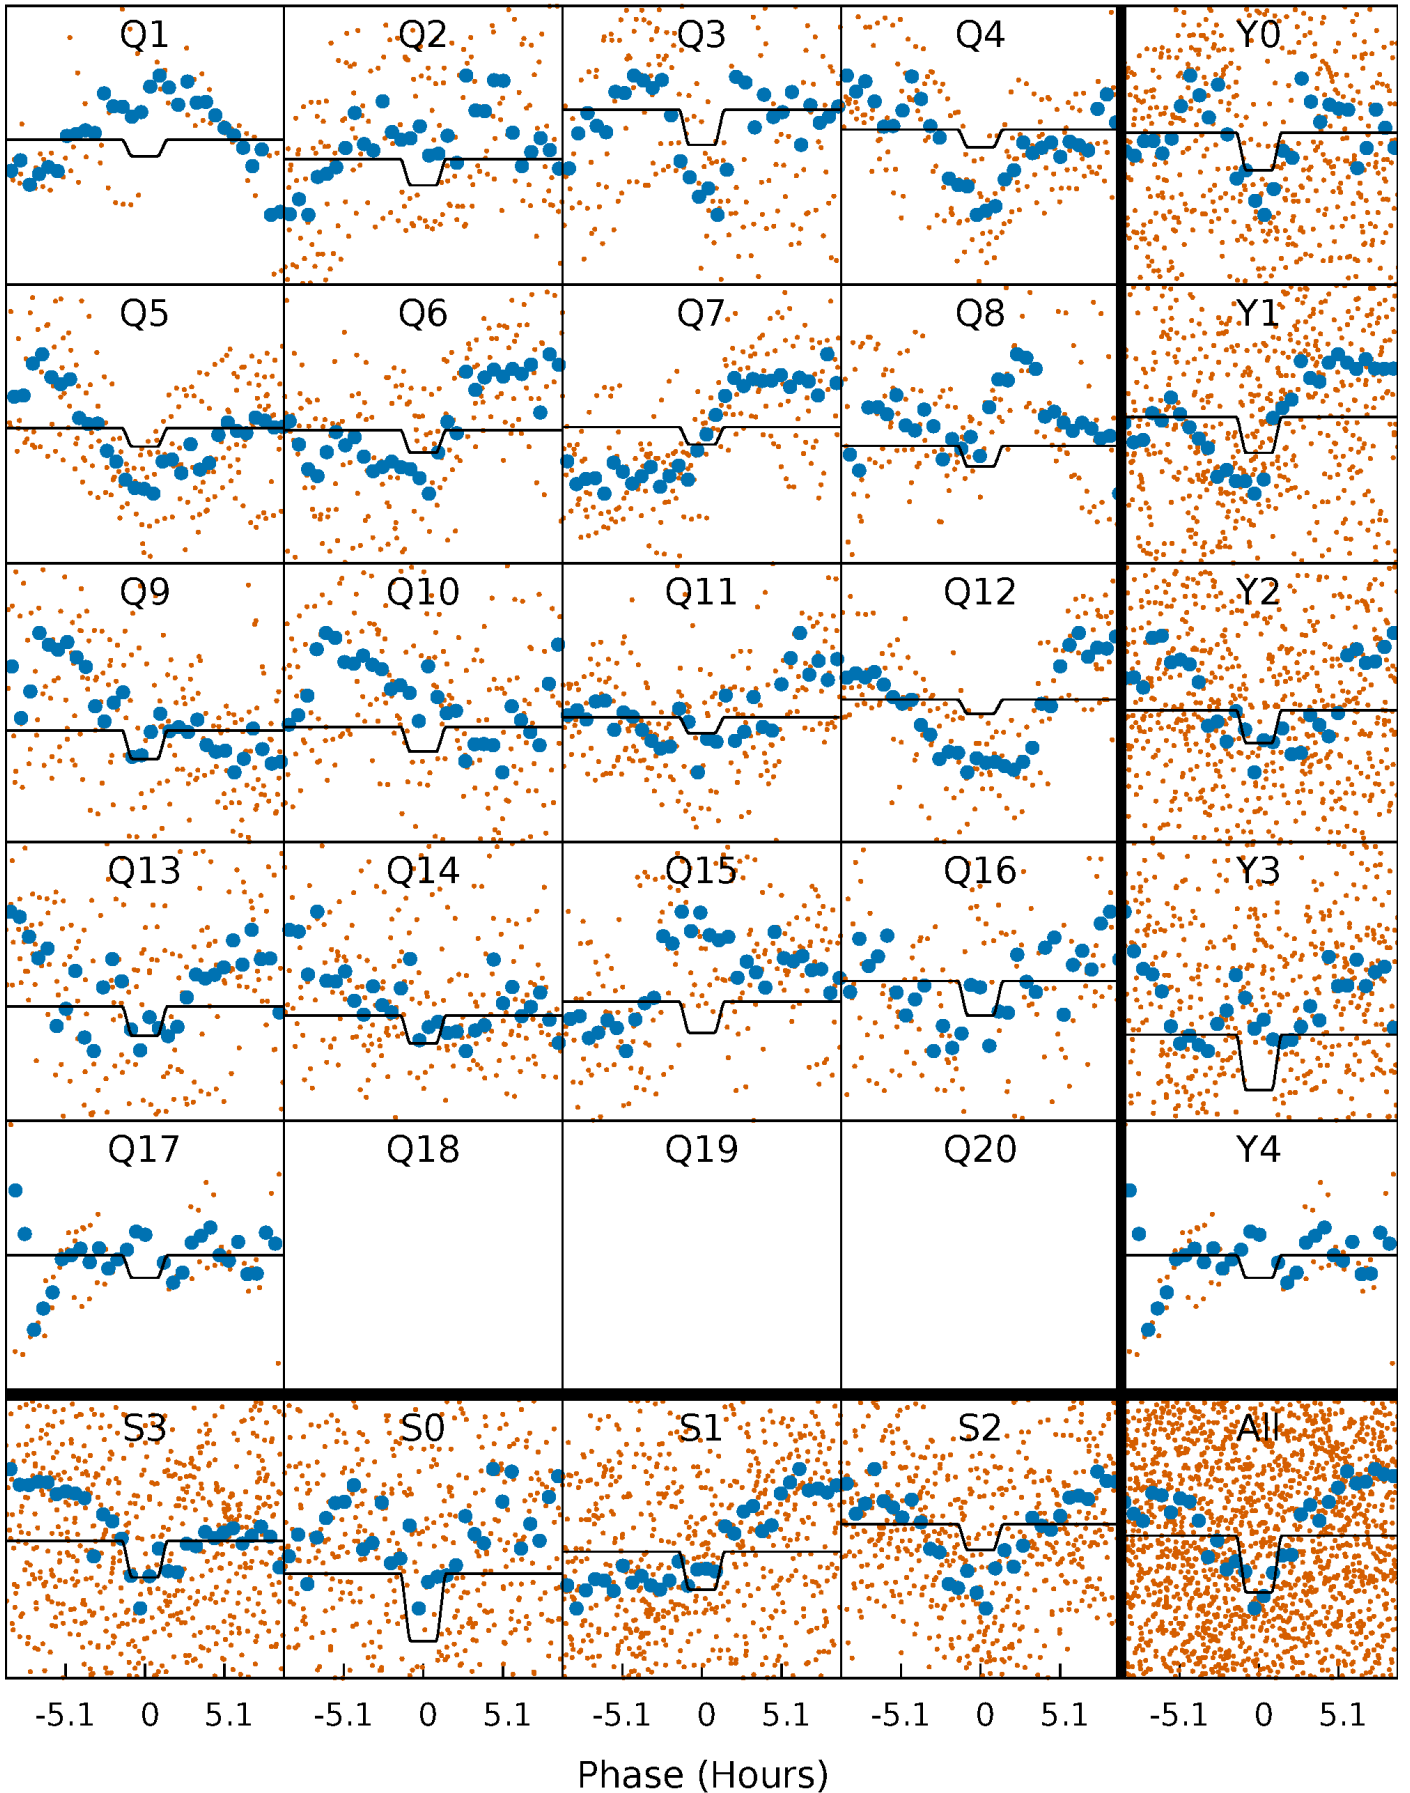 Q1 Q2 Q3 Q4 Y0
Q5 Q6 Q7 Q8 Y1
Q9 Q10 Q11 Q12 Y2
Q13 Q14 Q15 Q16 Y3
Q17 Q18 Q19 Q20 Y4
S3 S0 S1 S2 All
-5.1 0 5.1 -5.1 0 5.1 -5.1 0 5.1 -5.1 0 5.1 -5.1 0 5.1
Phase (Hours)